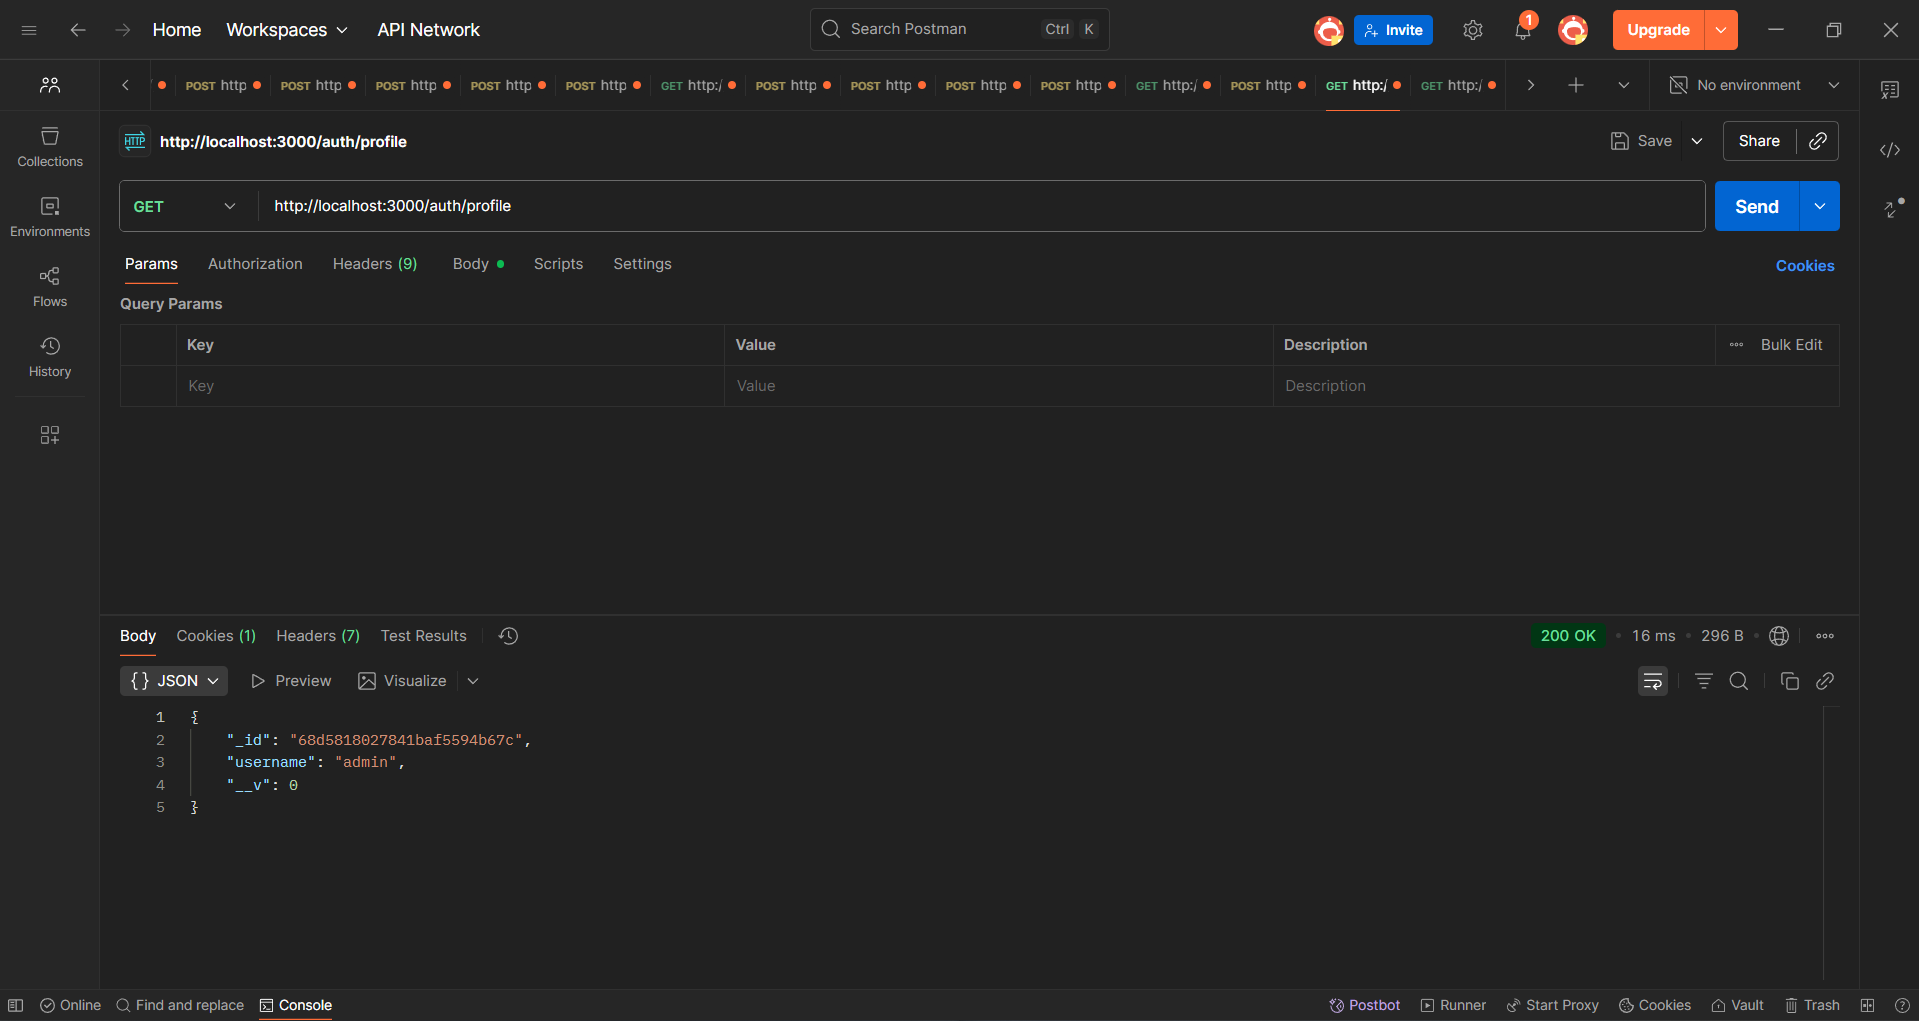 Home Workspaces API Network Search Postman Ctrl K Invite 1 Upgrade
POST http POST http POST http POST http POST http GET http:/ POST http POST http POST http POST http GET http:/ POST http GET http:/ GET http:/ No environment
HTTP http://localhost:3000/auth/profile Save Share
Collections
GET http://localhost:3000/auth/profile Send
Environments
Params Authorization Headers (9) Body Scripts Settings Cookies
Flows
Query Params
Key Value Description Bulk Edit
History
Key Value Description
Body Cookies (1) Headers (7) Test Results 200 OK 16 ms 296 B
{} JSON Preview Visualize
1 {
2 "_id": "68d5818027841baf5594b67c",
3 "username": "admin",
4 "__v": 0
5 }
Online Find and replace Console Postbot Runner Start Proxy Cookies Vault Trash